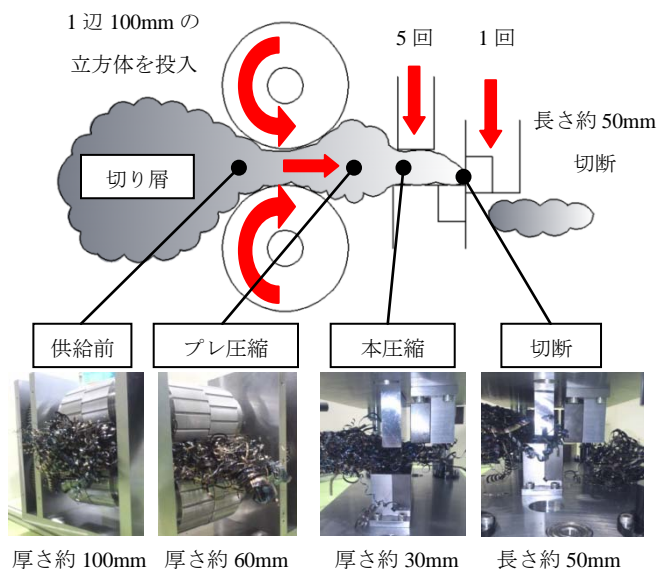 1 辺 100mm の
立方体を投入
5 回
1 回
長さ約 50mm
切断
切り屑
供給前
プレ圧縮
本圧縮
切断
厚さ約 100mm
厚さ約 60mm
厚さ約 30mm
長さ約 50mm